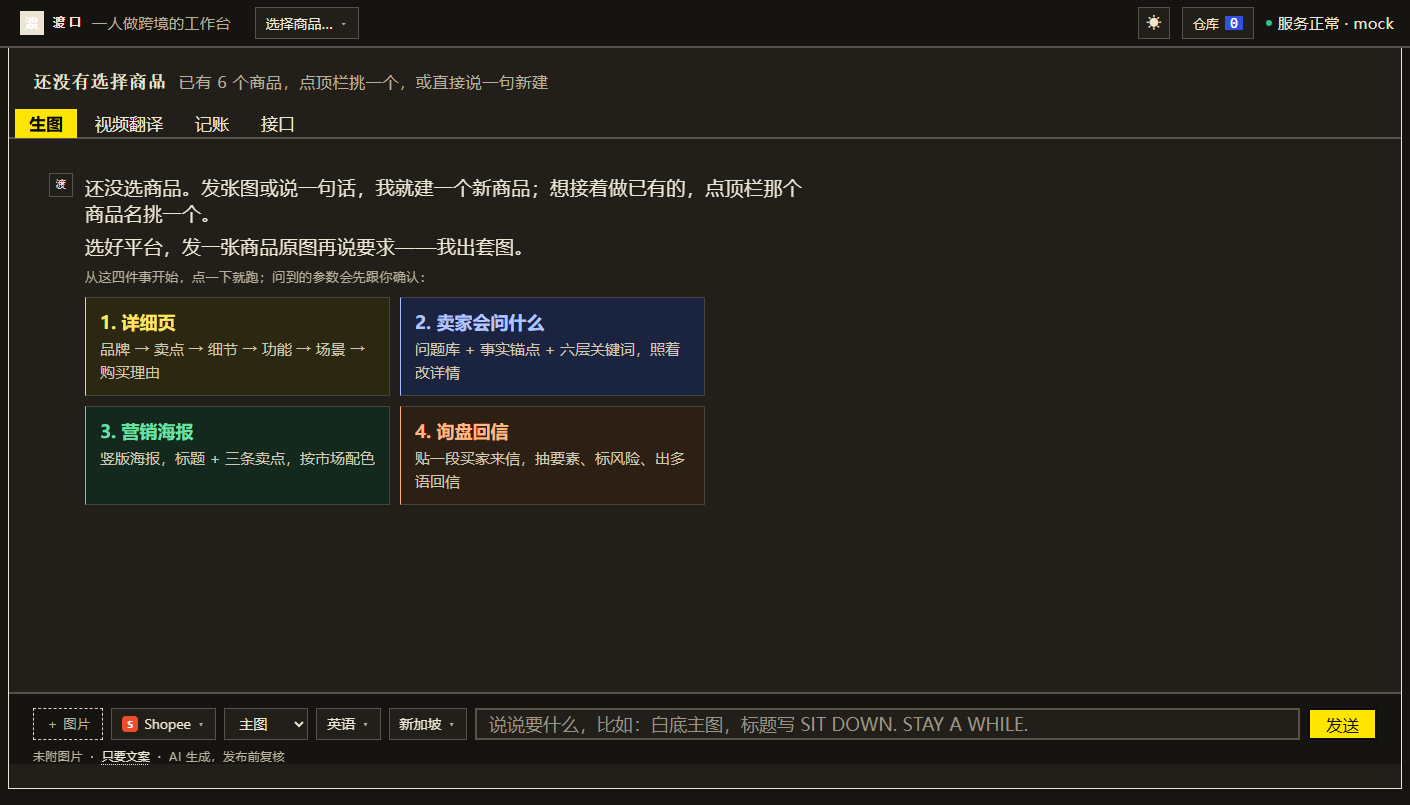 渡 渡口 一人做跨境的工作台 选择商品... 仓库 0 服务正常 · mock
还没有选择商品 已有 6 个商品，点顶栏挑一个，或直接说一句新建
生图 视频翻译 记账 接口
渡 还没选商品。发张图或说一句话，我就建一个新商品；想接着做已有的，点顶栏那个
商品名挑一个。
选好平台，发一张商品原图再说要求——我出套图。
从这四件事开始，点一下就跑；问到的参数会先跟你确认：
1. 详细页
品牌 → 卖点 → 细节 → 功能 → 场景 →
购买理由
2. 卖家会问什么
问题库 + 事实锚点 + 六层关键词，照着
改详情
3. 营销海报
竖版海报，标题 + 三条卖点，按市场配色
4. 询盘回信
贴一段买家来信，抽要素、标风险、出多
语回信
+ 图片 S Shopee 主图 英语 新加坡 说说要什么，比如：白底主图，标题写 SIT DOWN. STAY A WHILE. 发送
未附图片 · 只要文案 · AI 生成，发布前复核